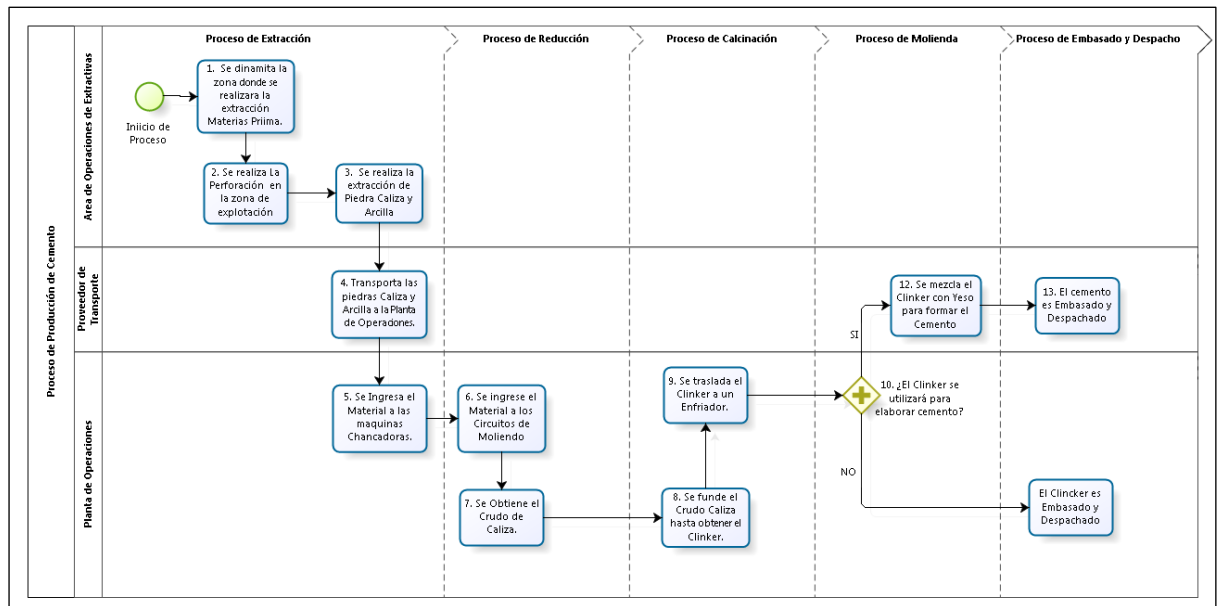 Proceso de Extracción
Proceso de Reducción
Proceso de Calcinación
Proceso de Molienda
Proceso de Embasado y Despacho
Proceso de Producción de Cemento
Area de Operaciones de Extractivas
Iniicio de
Proceso
1. Se dinamita la
zona donde se
realizara la
extracción
Materias Priima.
2. Se realiza La
Perforación en
la zona de
explotación
3. Se realiza la
extracción de
Piedra Caliza y
Arcilla
Proveedor de
Transporte
4. Transporta las
piedras Caliza y
Arcilla a la Planta
de Operaciones.
12. Se mezcla el
Clinker con Yeso
para formar el
Cemento
13. El cemento
es Embasado y
Despachado
SI
Planta de Operaciones
5. Se Ingresa el
Material a las
maquinas
Chancadoras.
6. Se ingrese el
Material a los
Circuitos de
Moliendo
7. Se Obtiene el
Crudo de
Caliza.
8. Se funde el
Crudo Caliza
hasta obtener el
Clinker.
9. Se traslada el
Clinker a un
Enfriador.
10. ¿El Clinker se
utilizará para
elaborar cemento?
NO
El Clincker es
Embasado y
Despachado